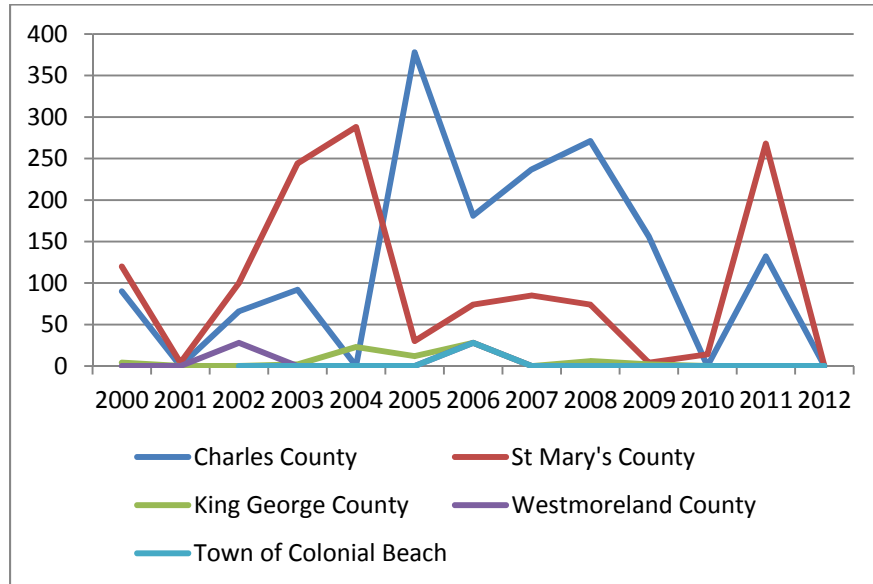 400
350
300
250
200
150
100
50
0
2000 2001 2002 2003 2004 2005 2006 2007 2008 2009 2010 2011 2012
Charles County St Mary's County
King George County Westmoreland County
Town of Colonial Beach